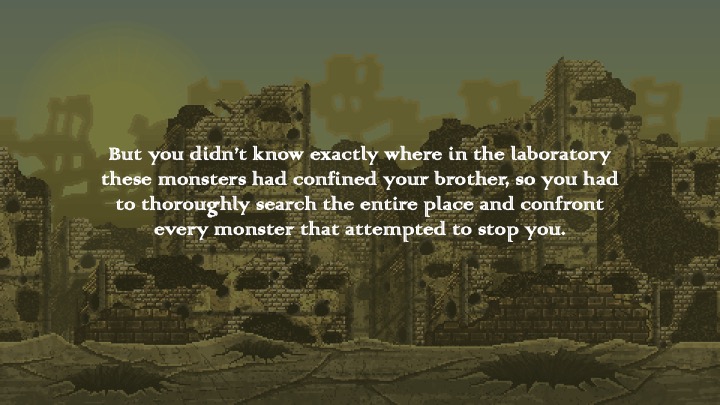 But you didn't know exactly where in the laboratory
these monsters had confined your brother, so you had
to thoroughly search the entire place and confront
every monster that attempted to stop you.